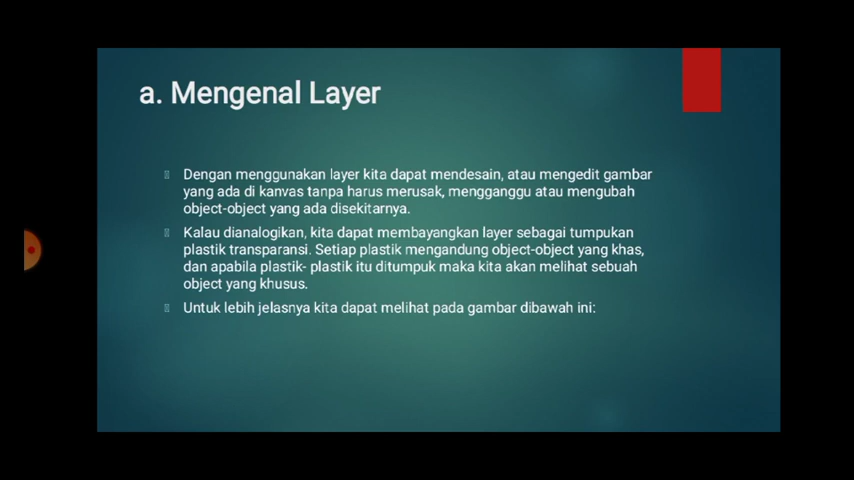 a. Mengenal Layer
Dengan menggunakan layer kita dapat mendesain, atau mengedit gambar
yang ada di kanvas tanpa harus merusak, mengganggu atau mengubah
object-object yang ada disekitarnya.
Kalau dianalogikan, kita dapat membayangkan layer sebagai tumpukan
plastik transparansi. Setiap plastik mengandung object-object yang khas,
dan apabila plastik- plastik itu ditumpuk maka kita akan melihat sebuah
object yang khusus.
Untuk lebih jelasnya kita dapat melihat pada gambar dibawah ini: